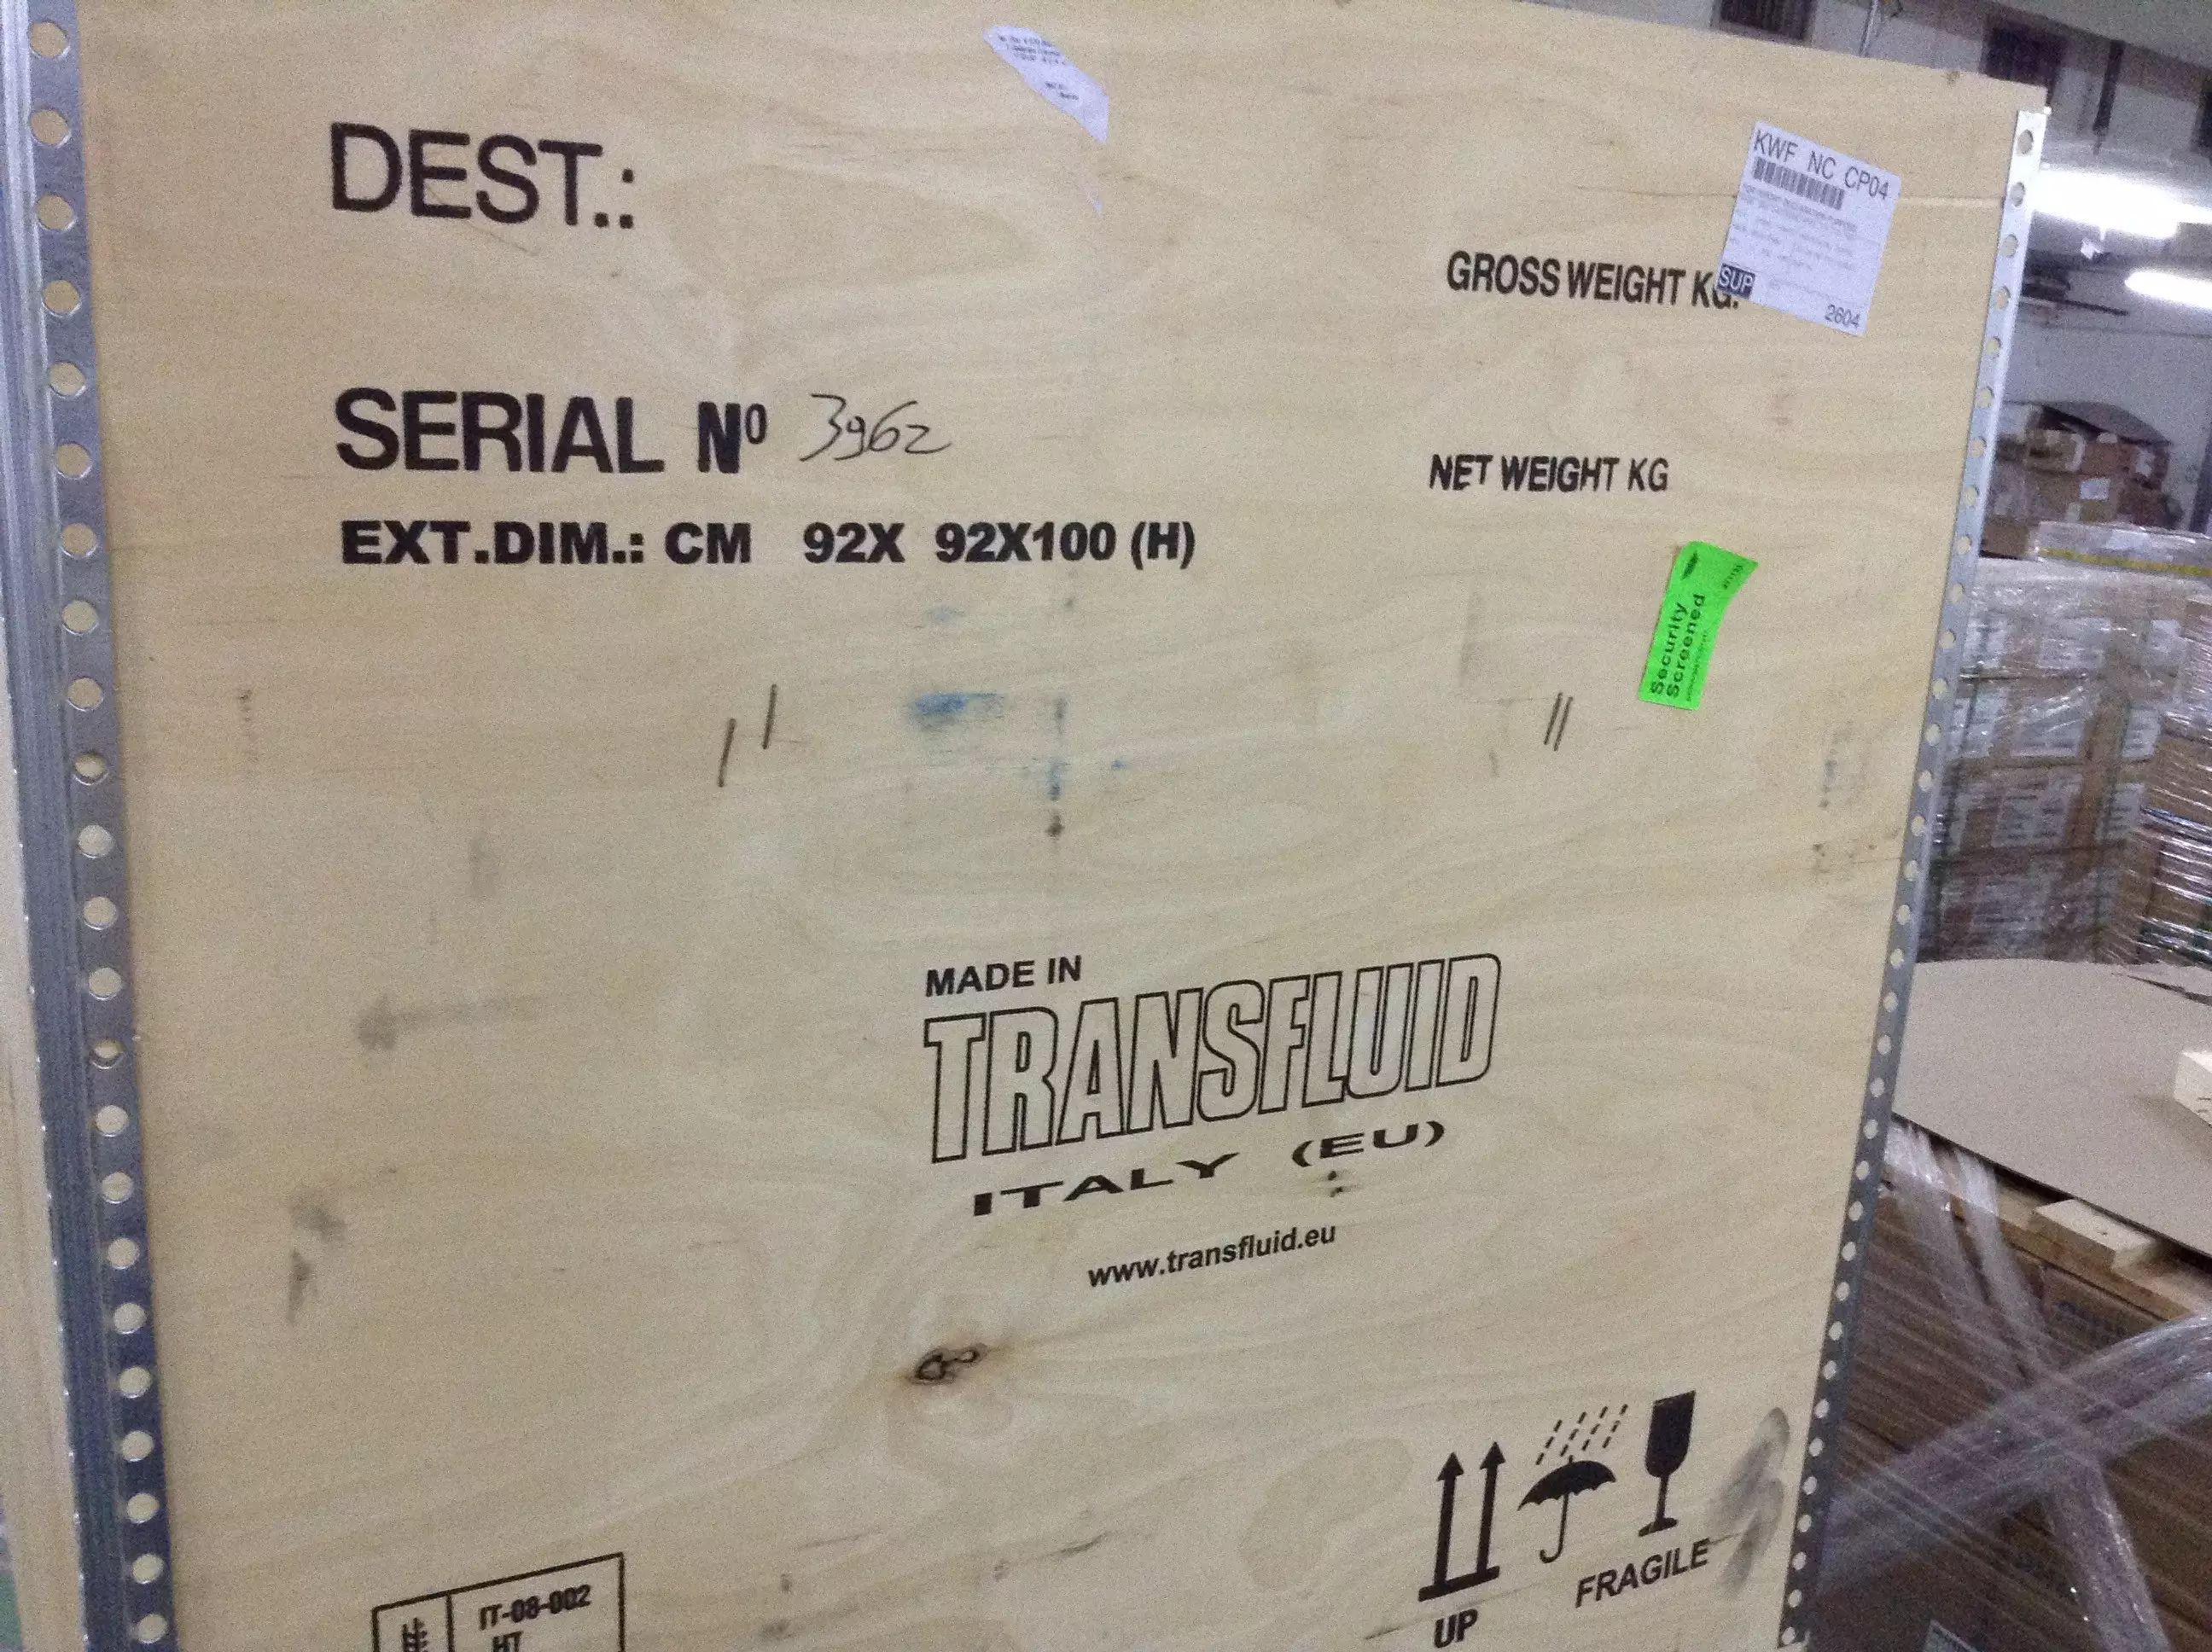 DEST.:
KWF NC CP04
GROSS WEIGHT KG.
SUP
2604
SERIAL Nº 3962
NET WEIGHT KG
EXT.DIM.: CM 92X 92X100 (H)
Security
Screened
MADE IN
TRANSFLUID
ITALY (EU)
www.transfluid.eu
UP
FRAGILE
IT-08-002
HT